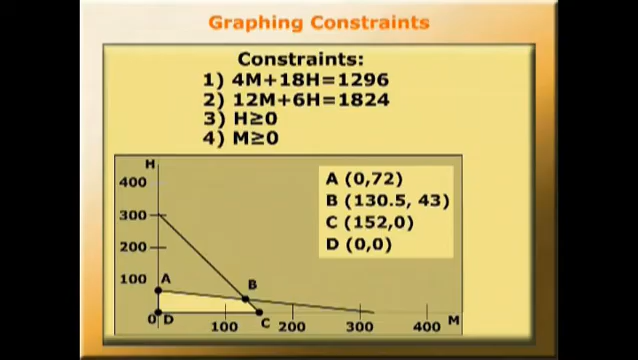 Graphing Constraints
Constraints:
1) 4M+18H=1296
2) 12M+6H=1824
3) H≥0
4) M≥0
H
400
300
200
100
A
B
0 D
100
C
200
300
400
M
A (0,72)
B (130.5, 43)
C (152,0)
D (0,0)